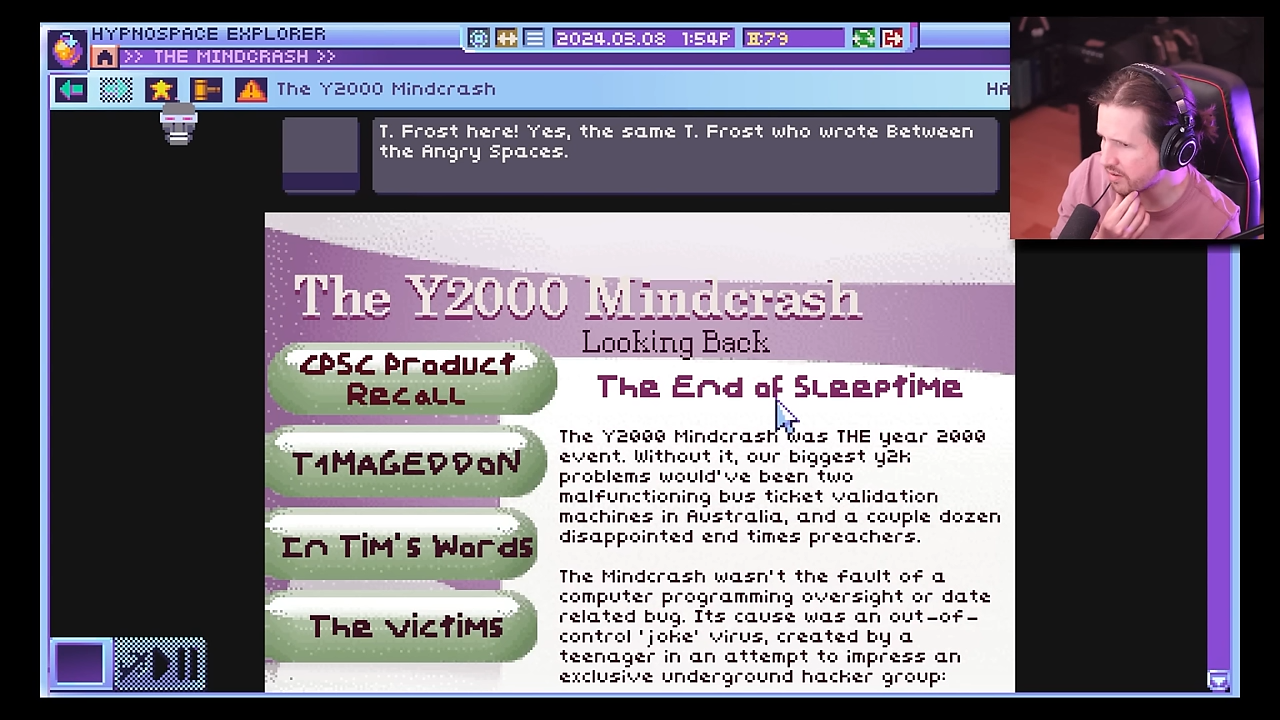 HYPNOSPACE EXPLORER
2024.03.08 1:54P
79
>> THE MINDCRASH >>
The Y2000 Mindcrash
HA
T. Frost here! Yes, the same T. Frost who wrote Between
the Angry Spaces.
The Y2000 Mindcrash
Looking Back
CPSC Product
Recall
T1MAGEDDON
In Tim's Words
The Victims
The End of Sleeptime
The Y2000 Mindcrash was THE year 2000
event. Without it, our biggest y2k
problems would've been two
malfunctioning bus ticket validation
machines in Australia, and a couple dozen
disappointed end times preachers.
The Mindcrash wasn't the fault of a
computer programming oversight or date
related bug. Its cause was an out-of-
control 'joke' virus, created by a
teenager in an attempt to impress an
exclusive underground hacker group: